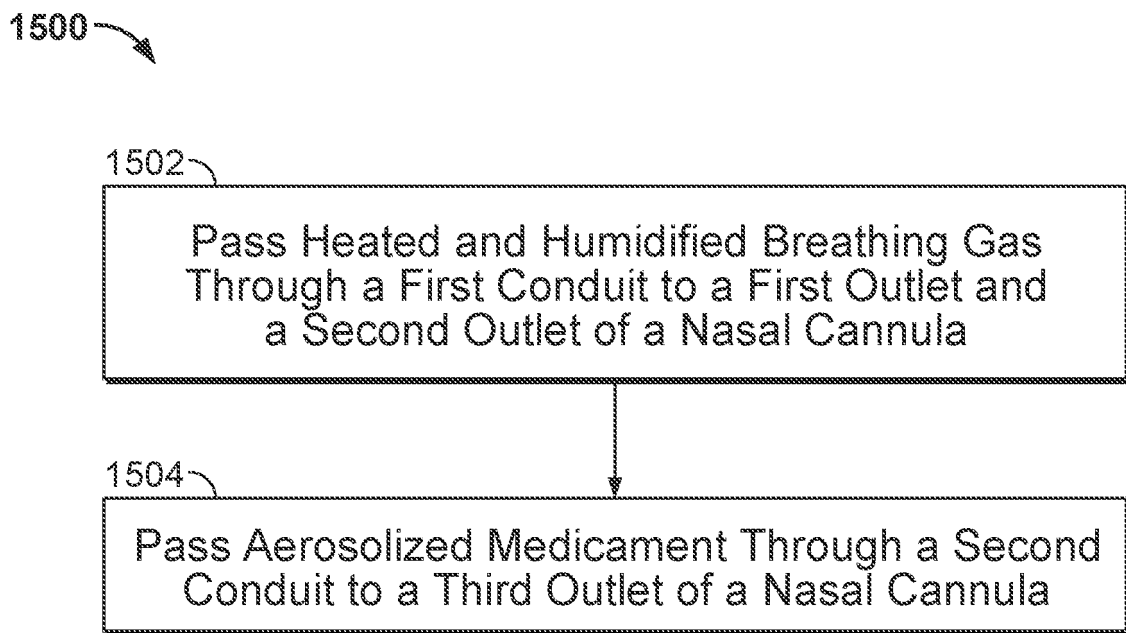 1500
1502
Pass Heated and Humidified Breathing Gas
Through a First Conduit to a First Outlet and
a Second Outlet of a Nasal Cannula
1504
Pass Aerosolized Medicament Through a Second
Conduit to a Third Outlet of a Nasal Cannula